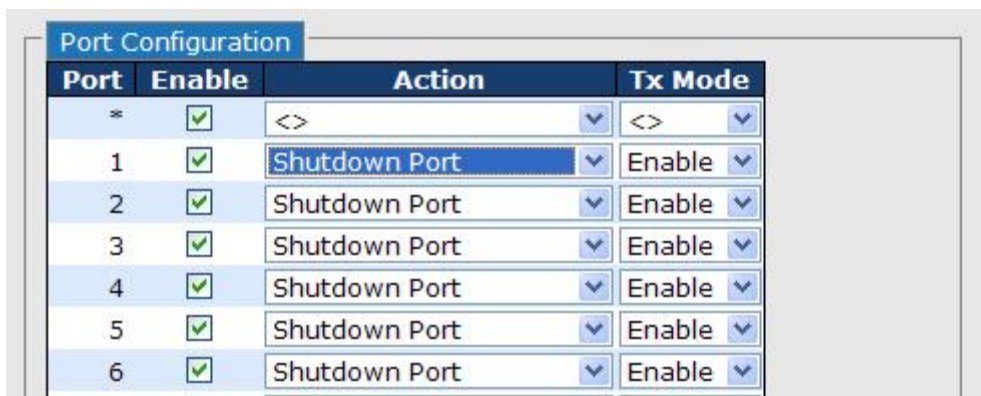 Port Configuration
Port Enable Action Tx Mode
* <> <>
1 Shutdown Port Enable
2 Shutdown Port Enable
3 Shutdown Port Enable
4 Shutdown Port Enable
5 Shutdown Port Enable
6 Shutdown Port Enable